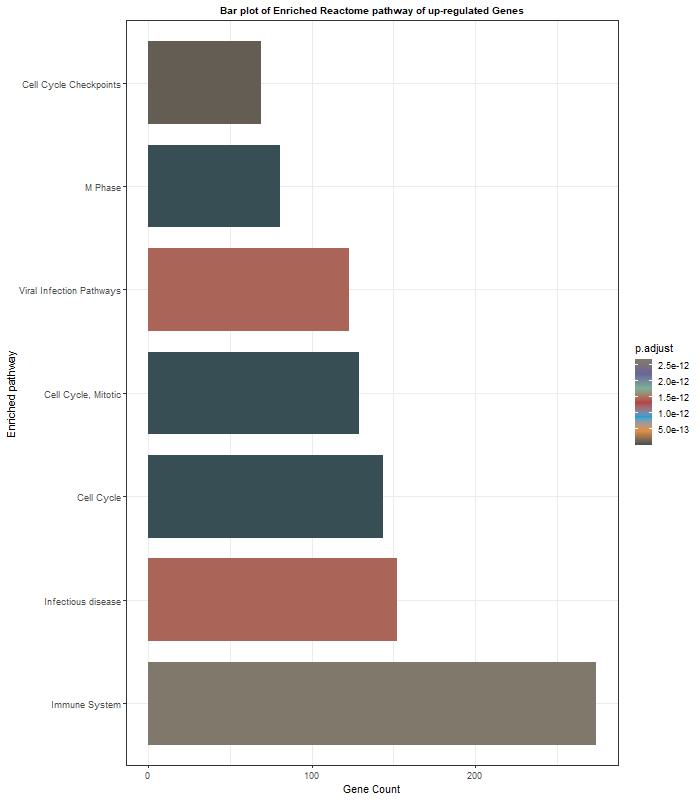 Bar plot of Enriched Reactome pathway of up-regulated Genes
Enriched pathway
Cell Cycle Checkpoints
M Phase
Viral Infection Pathways
Cell Cycle, Mitotic
Cell Cycle
Infectious disease
Immune System
0 100 200
Gene Count
p.adjust
2.5e-12
2.0e-12
1.5e-12
1.0e-12
5.0e-13